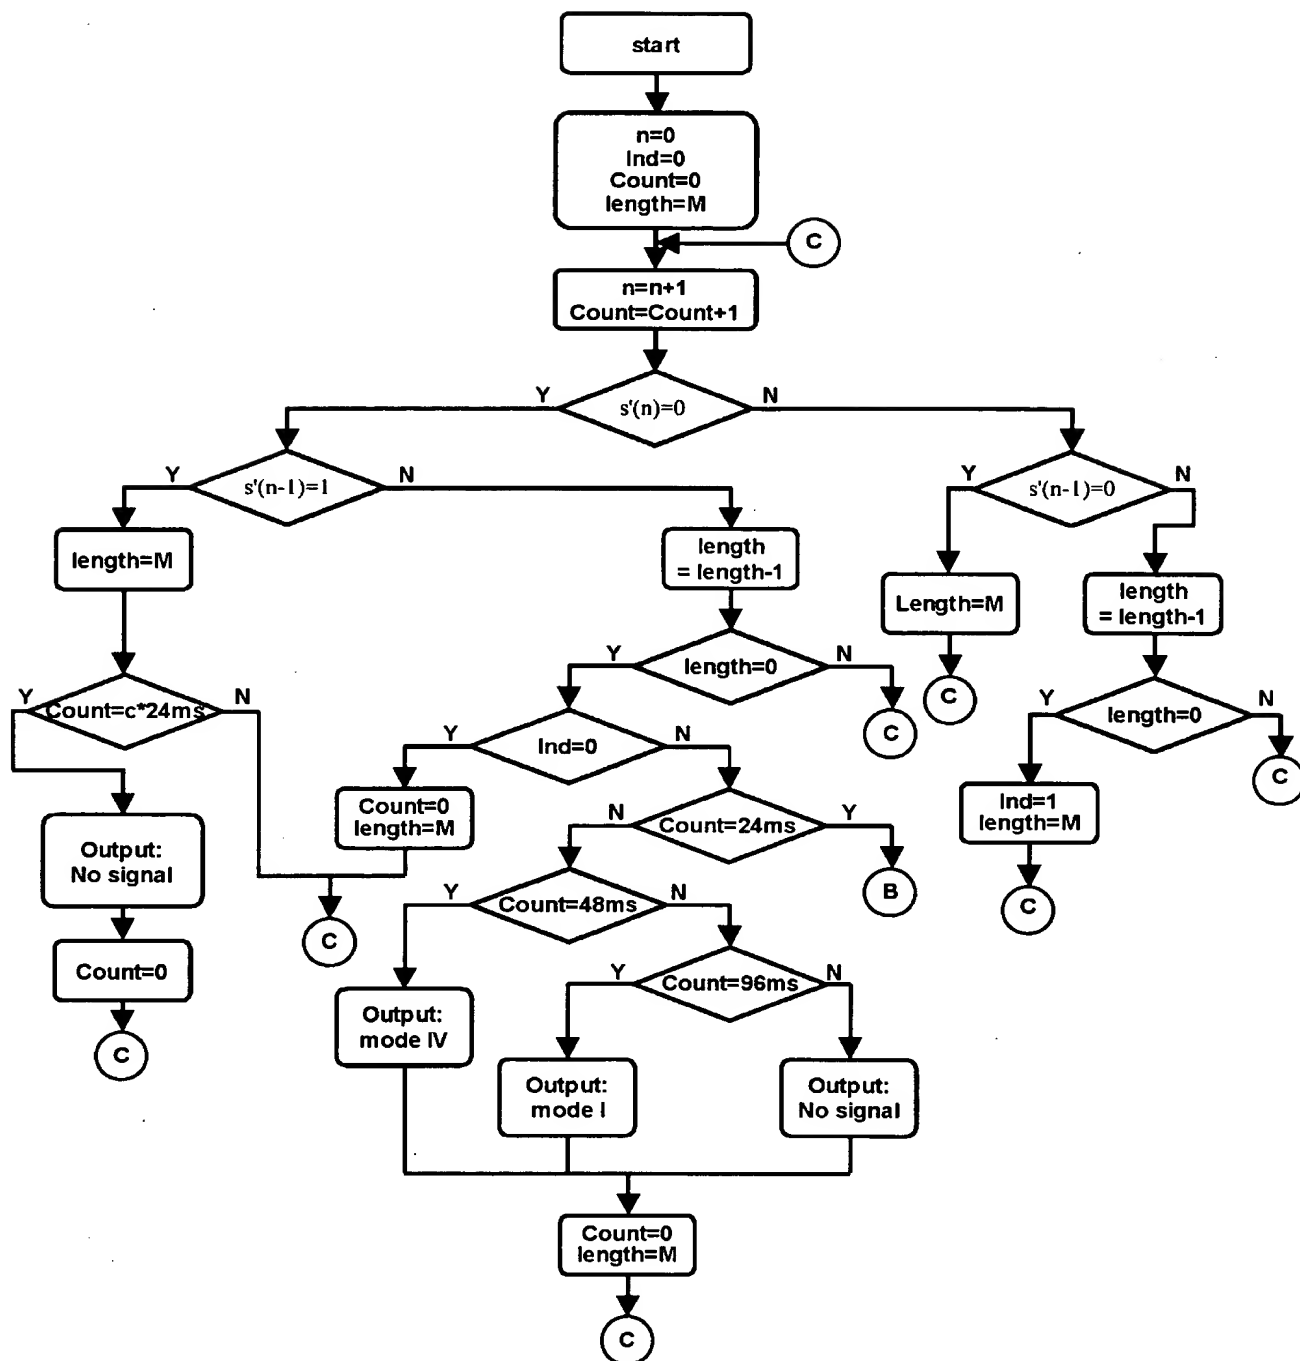 start
n=0
Ind=0
Count=0
length=M
C
n=n+1
Count=Count+1
Y
s'(n)=0
N
Y
s'(n-1)=1
N
Y
s'(n-1)=0
N
length=M
length
= length-1
Length=M
length
= length-1
Y
length=0
N
C
C
Y
length=0
N
C
Y
Count=c*24ms
N
Y
Ind=0
N
Count=0
length=M
N
Count=24ms
Y
B
Ind=1
length=M
C
Output:
No signal
C
Y
Count=48ms
N
Count=0
C
Output:
mode IV
Y
Count=96ms
N
Output:
mode I
Output:
No signal
Count=0
length=M
C